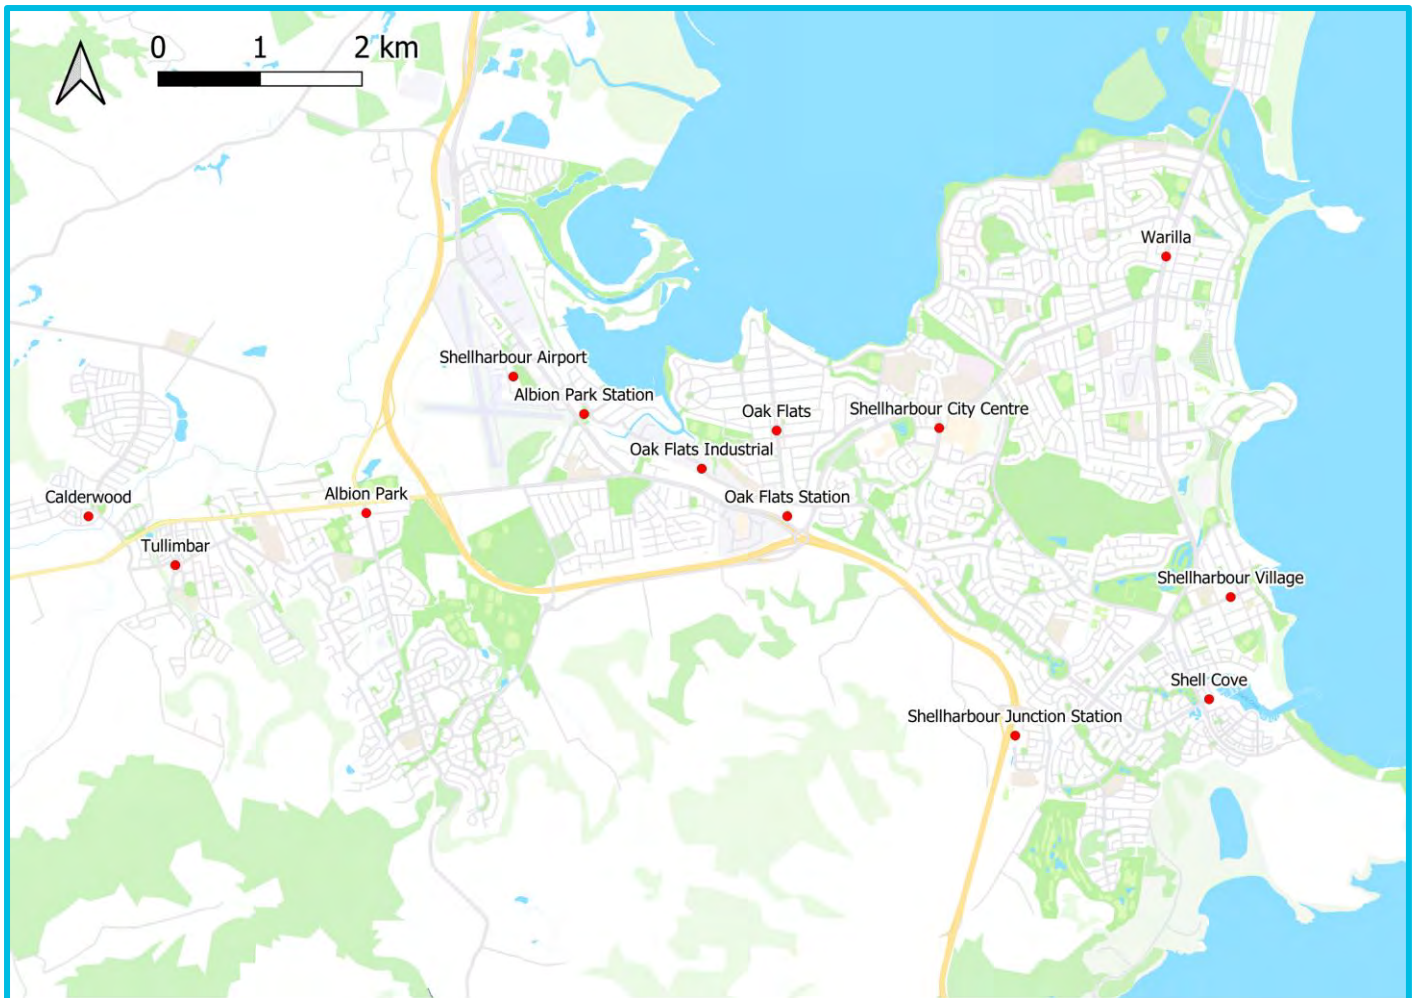 0 1 2 km
Warilla
Shellharbour Airport
Albion Park Station
Oak Flats
Shellharbour City Centre
Oak Flats Industrial
Calderwood
Albion Park
Oak Flats Station
Tullimbar
Shellharbour Village
Shell Cove
Shellharbour Junction Station